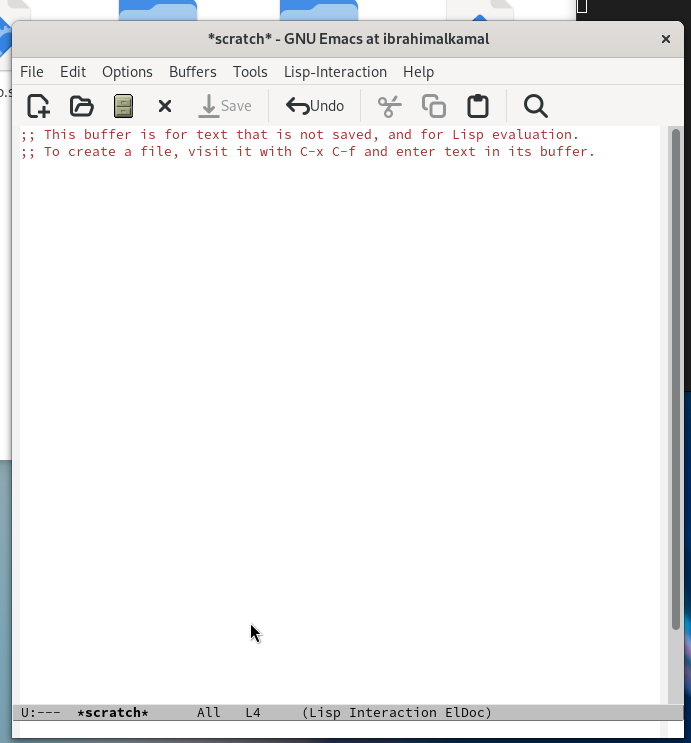 *scratch* - GNU Emacs at ibrahimalkamal
File Edit Options Buffers Tools Lisp-Interaction Help
Save Undo
;; This buffer is for text that is not saved, and for Lisp evaluation.
;; To create a file, visit it with C-x C-f and enter text in its buffer.
U:--- *scratch* All L4 (Lisp Interaction ElDoc)